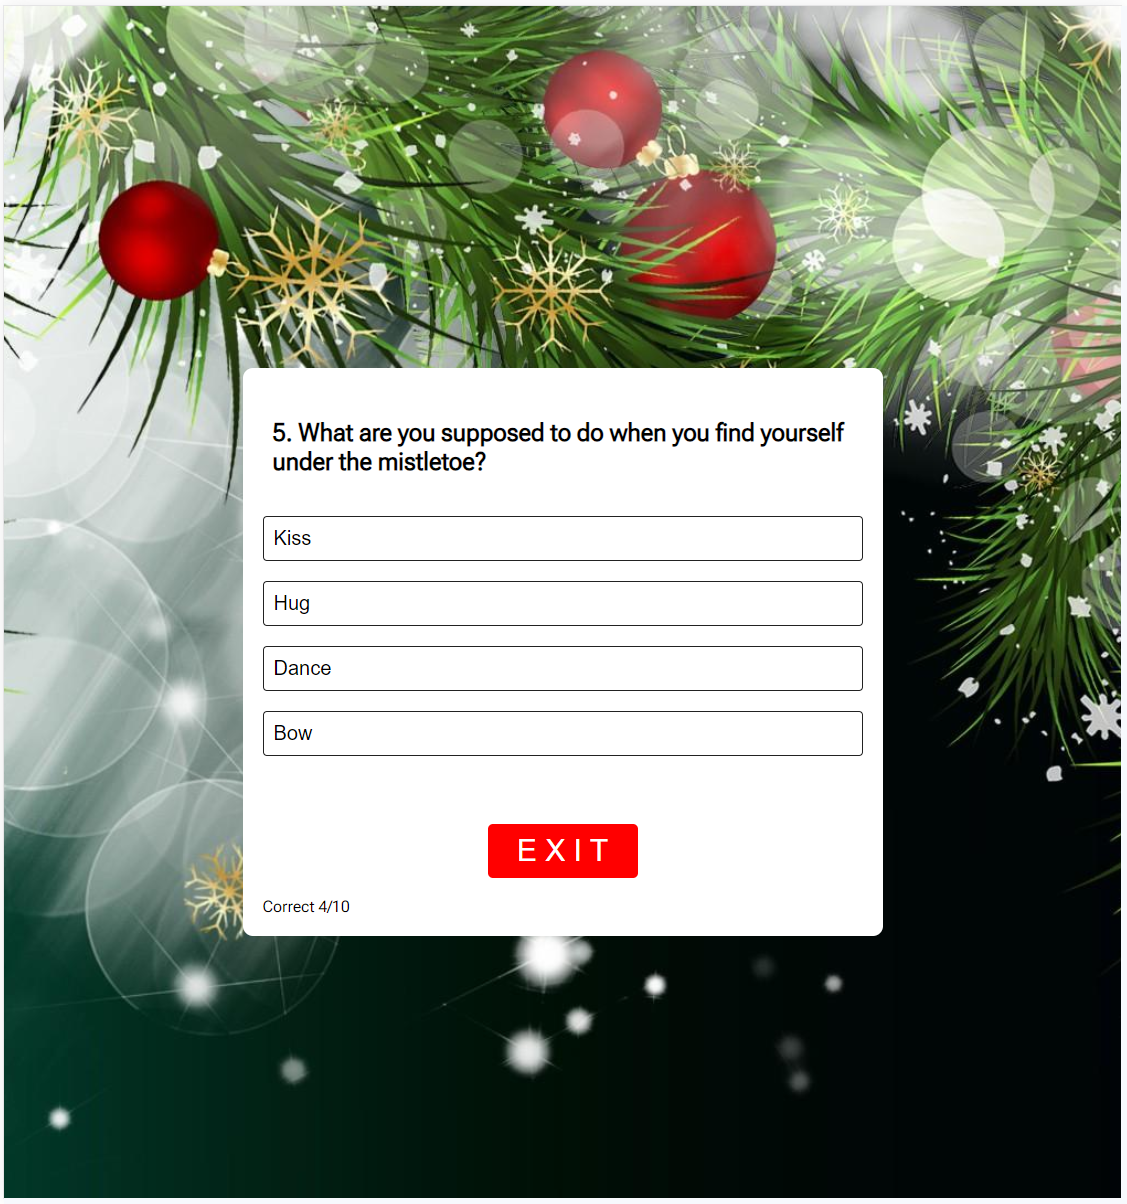 5. What are you supposed to do when you find yourself
under the mistletoe?
Kiss
Hug
Dance
Bow
EXIT
Correct 4/10